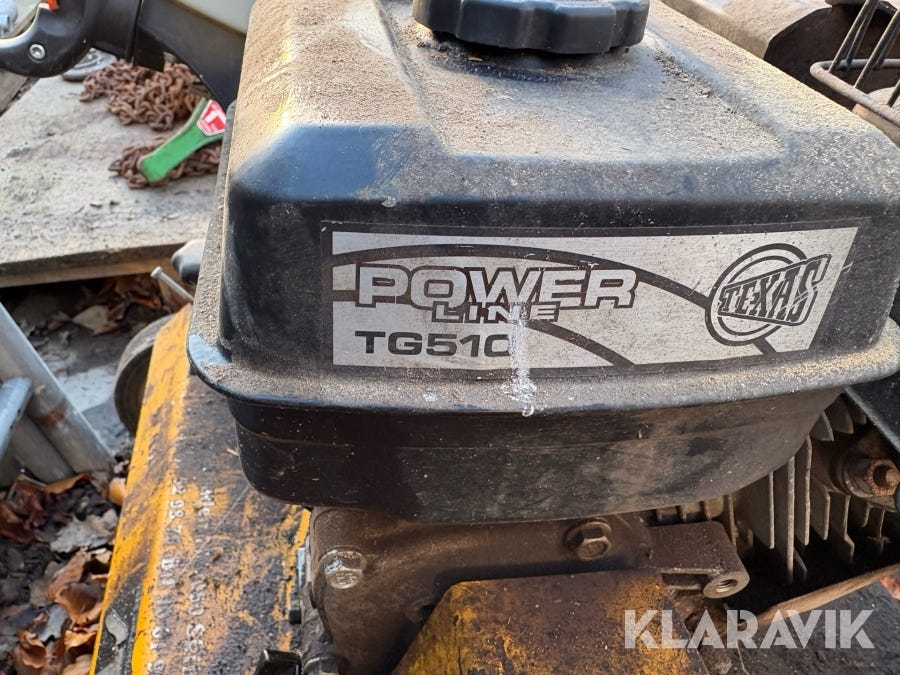 POWER
LINE
TG510
TEXAS
KLARAVIK